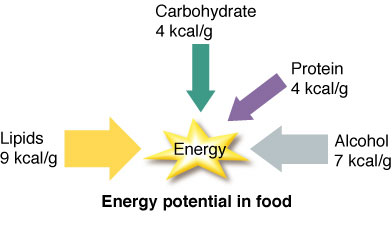 Carbohydrate
4 kcal/g
Protein
4 kcal/g
Lipids
9 kcal/g
Energy
Alcohol
7 kcal/g
Energy potential in food